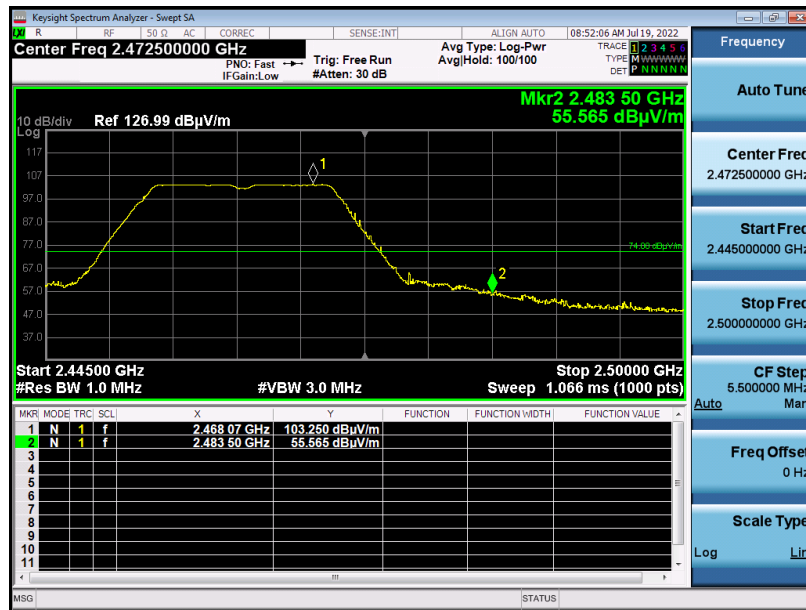 Keysight Spectrum Analyzer - Swept SA
R RF 50 Ω AC CORREC SENSE:INT ALIGN AUTO 08:52:06 AM Jul 19, 2022
Center Freq 2.472500000 GHz
PNO: Fast
IFGain:Low
Trig: Free Run
#Atten: 30 dB
Avg Type: Log-Pwr
Avg|Hold: 100/100
TRACE 1 2 3 4 5 6
TYPE M W W W W W
DET P N N N N N
Mkr2 2.483 50 GHz
55.565 dBµV/m
10 dB/div Ref 126.99 dBµV/m
Log
117
107
97.0
87.0
77.0
67.0
57.0
47.0
37.0
1
2
74.00 dBµV/m
Start 2.44500 GHz Stop 2.50000 GHz
#Res BW 1.0 MHz #VBW 3.0 MHz Sweep 1.066 ms (1000 pts)
MKR MODE TRC SCL X Y FUNCTION FUNCTION WIDTH FUNCTION VALUE
1 N 1 f 2.468 07 GHz 103.250 dBµV/m
2 N 1 f 2.483 50 GHz 55.565 dBµV/m
3
4
5
6
7
8
9
10
11
MSG STATUS
Frequency
Auto Tune
Center Freq
2.472500000 GHz
Start Freq
2.445000000 GHz
Stop Freq
2.500000000 GHz
CF Step
5.500000 MHz
Auto Man
Freq Offset
0 Hz
Scale Type
Log Lin